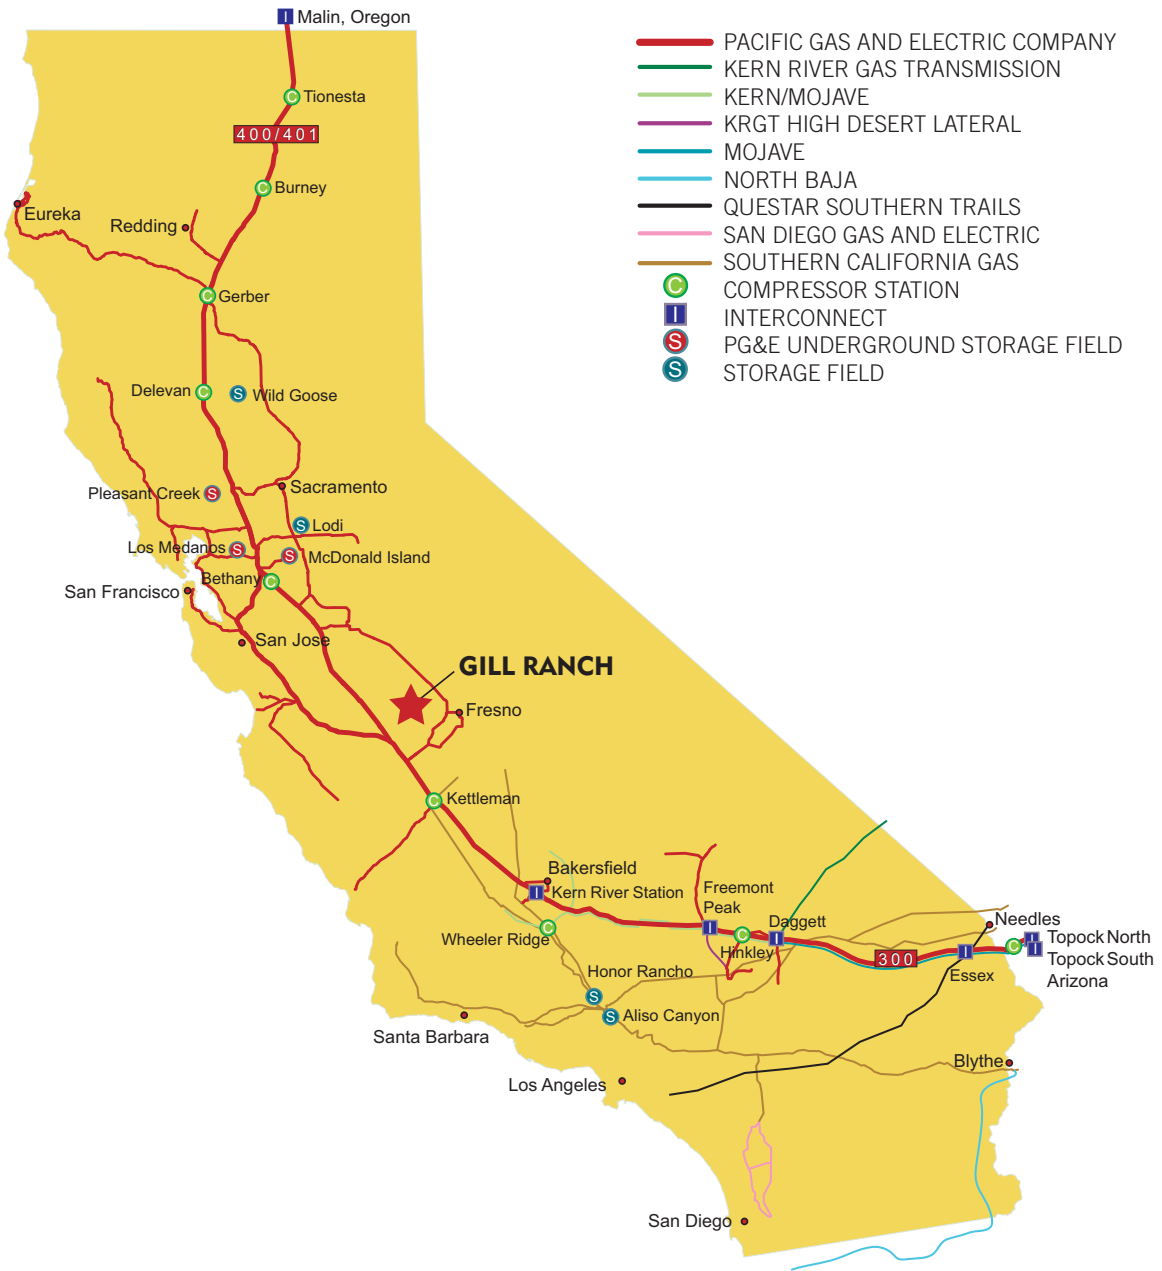 Malin, Oregon
PACIFIC GAS AND ELECTRIC COMPANY
KERN RIVER GAS TRANSMISSION
KERN/MOJAVE
KRGT HIGH DESERT LATERAL
MOJAVE
NORTH BAJA
QUESTAR SOUTHERN TRAILS
SAN DIEGO GAS AND ELECTRIC
SOUTHERN CALIFORNIA GAS
C COMPRESSOR STATION
I INTERCONNECT
S PG&E UNDERGROUND STORAGE FIELD
S STORAGE FIELD
I
C Tionesta
400/401
C Burney
Eureka
Redding
C Gerber
Delevan C
S Wild Goose
Pleasant Creek S
Sacramento
S Lodi
Los Medanos S
S McDonald Island
Bethany C
San Francisco
San Jose
GILL RANCH
Fresno
C Kettleman
Bakersfield
I Kern River Station
Freemont
Peak
I
Wheeler Ridge C
C
Hinkley
Daggett
I
300
Needles
I
Essex
C
I
I
Topock North
Topock South
Arizona
Honor Rancho
S
S Aliso Canyon
Santa Barbara
Los Angeles
Blythe
San Diego